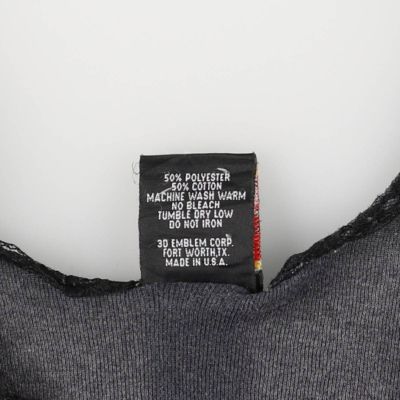 50% POLYESTER
50% COTTON
MACHINE WASH WARM
NO BLEACH
TUMBLE DRY LOW
DO NOT IRON
3D EMBLEM CORP.
FORT WORTH,TX.
MADE IN U.S.A.